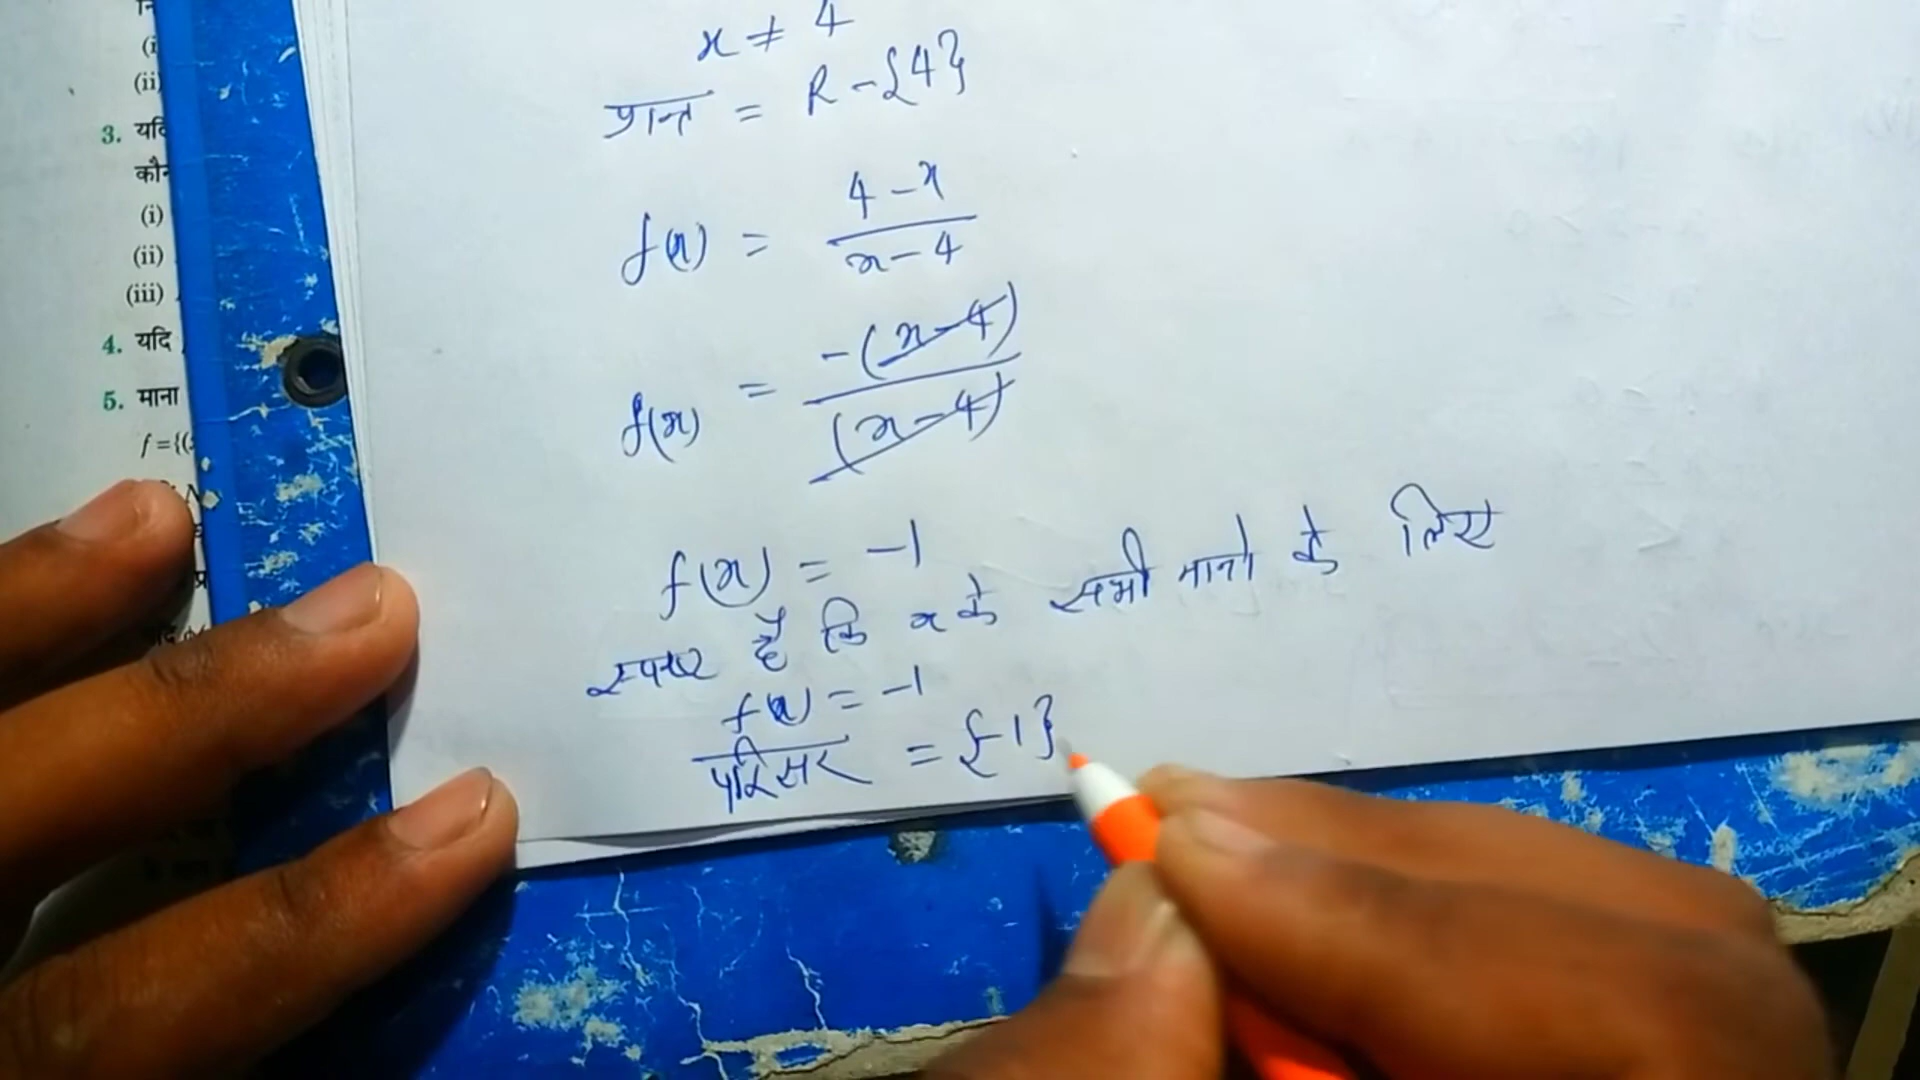 (i
(ii)
3. यदि
कौन
(i)
(ii)
(iii)
4. यदि
5. माना
f={(
x ≠ 4
प्रान्त = R - {4}
f(x) = 4-x / x-4
f(x) = -(x-4) / (x-4)
f(x) = -1
स्पष्ट है कि x के सभी मानो के लिए
f(x) = -1
परिसर = {-1}